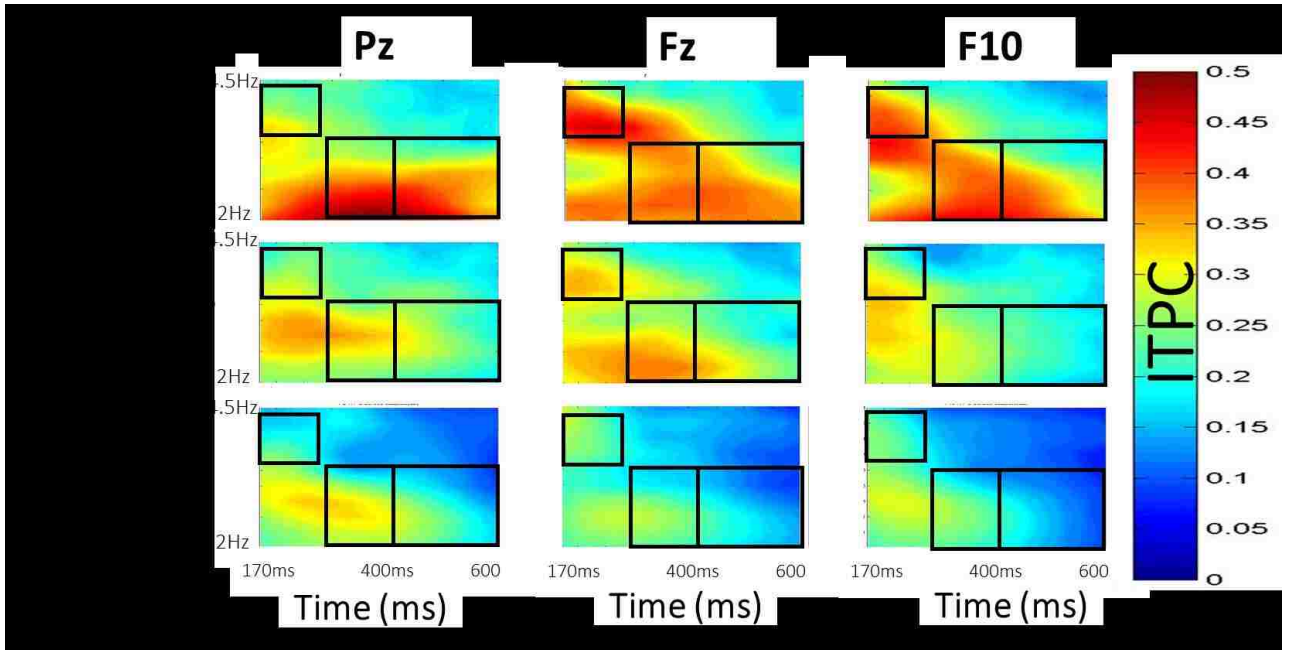 Pz Fz F10
.5Hz
2Hz
.5Hz
2Hz
.5Hz
2Hz
170ms 400ms 600 170ms 400ms 600 170ms 400ms 600
Time (ms) Time (ms) Time (ms)
0.5
0.45
0.4
0.35
0.3
0.25
0.2
0.15
0.1
0.05
0
ITPC